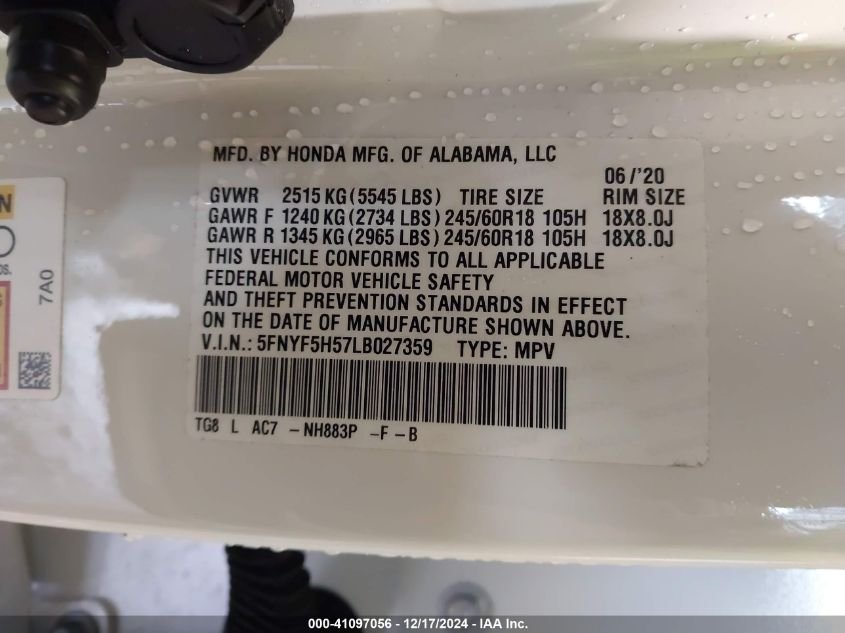 MFD. BY HONDA MFG. OF ALABAMA, LLC
06/'20
GVWR 2515 KG (5545 LBS) TIRE SIZE RIM SIZE
GAWR F 1240 KG (2734 LBS) 245/60R18 105H 18X8.0J
GAWR R 1345 KG (2965 LBS) 245/60R18 105H 18X8.0J
THIS VEHICLE CONFORMS TO ALL APPLICABLE
FEDERAL MOTOR VEHICLE SAFETY
AND THEFT PREVENTION STANDARDS IN EFFECT
ON THE DATE OF MANUFACTURE SHOWN ABOVE.
V.I.N.: 5FNYF5H57LB027359 TYPE: MPV
TG8 L AC7 - NH883P - F - B
7A0
000-41097056 - 12/17/2024 - IAA Inc.